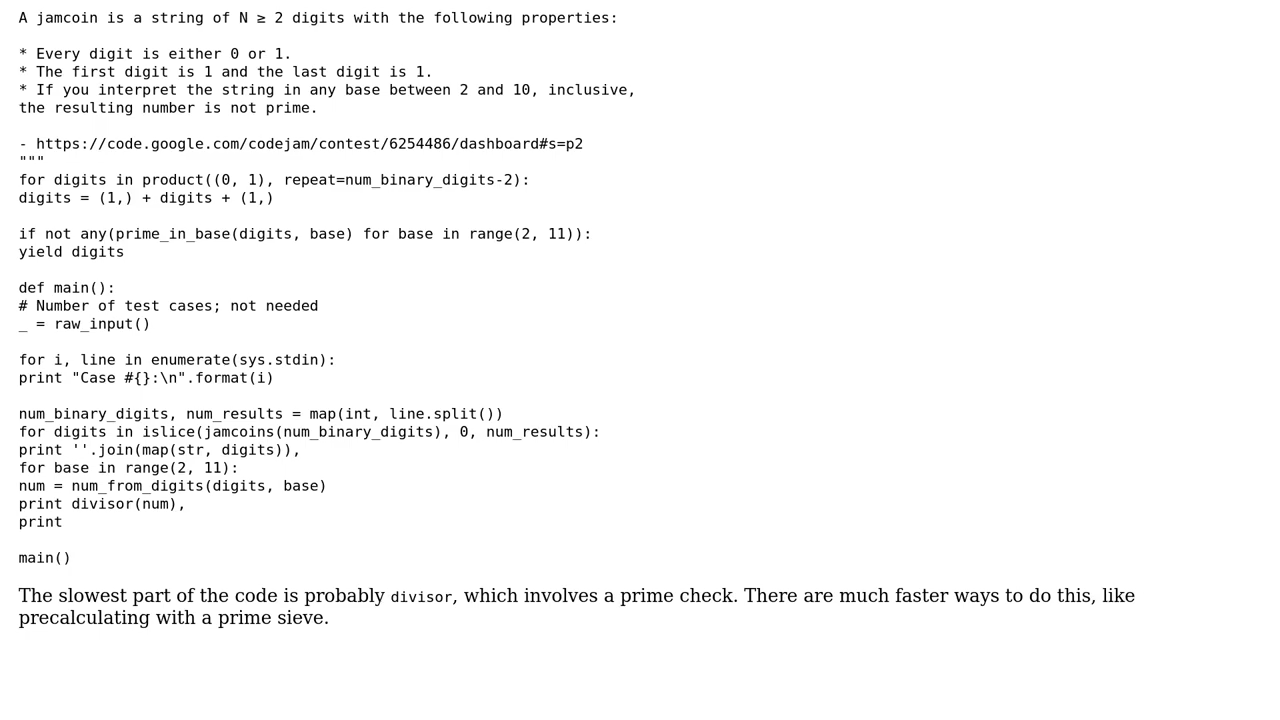 A jamcoin is a string of N ≥ 2 digits with the following properties:
* Every digit is either 0 or 1.
* The first digit is 1 and the last digit is 1.
* If you interpret the string in any base between 2 and 10, inclusive,
the resulting number is not prime.
- https://code.google.com/codejam/contest/6254486/dashboard#s=p2
"""
for digits in product((0, 1), repeat=num_binary_digits-2):
digits = (1,) + digits + (1,)
if not any(prime_in_base(digits, base) for base in range(2, 11)):
yield digits
def main():
# Number of test cases; not needed
_ = raw_input()
for i, line in enumerate(sys.stdin):
print "Case #{}:\n".format(i)
num_binary_digits, num_results = map(int, line.split())
for digits in islice(jamcoins(num_binary_digits), 0, num_results):
print ''.join(map(str, digits)),
for base in range(2, 11):
num = num_from_digits(digits, base)
print divisor(num),
print
main()
The slowest part of the code is probably divisor, which involves a prime check. There are much faster ways to do this, like
precalculating with a prime sieve.